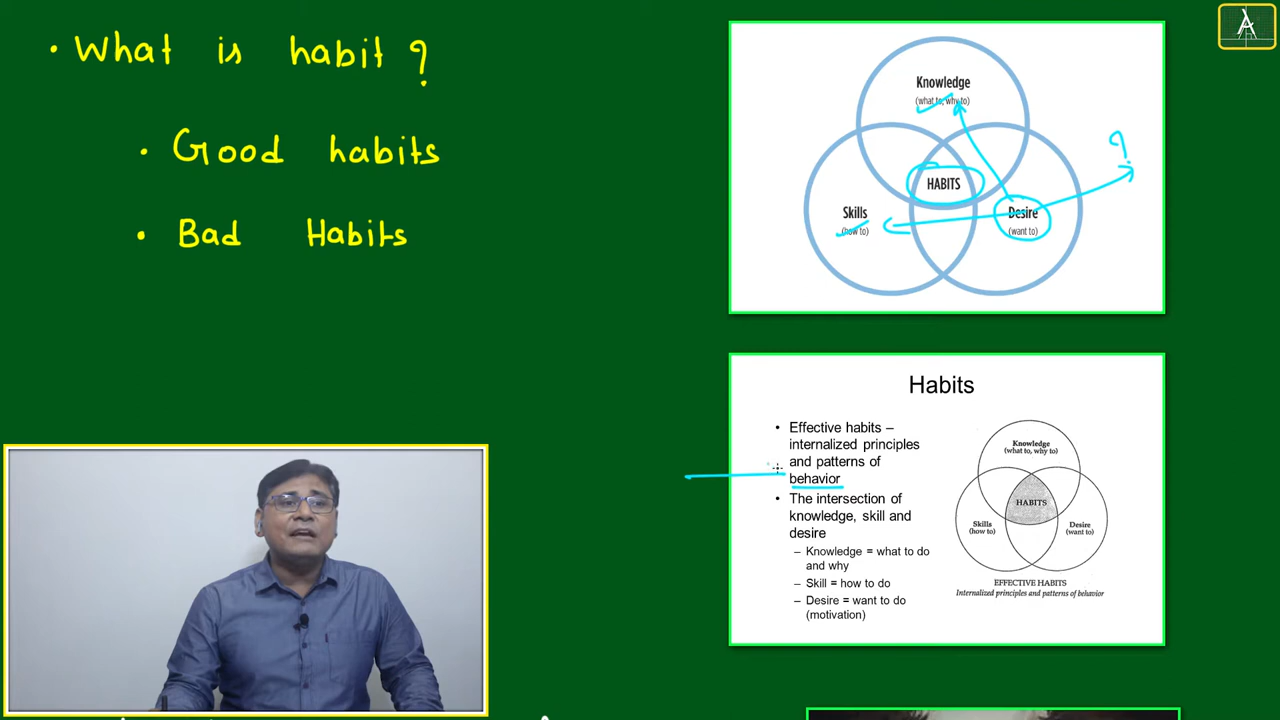 • What is habit ?
• Good habits
• Bad Habits
Knowledge
(what to, why to)
?
HABITS
Skills
(how to)
Desire
(want to)
Habits
• Effective habits –
internalized principles
and patterns of
behavior
• The intersection of
knowledge, skill and
desire
– Knowledge = what to do
and why
– Skill = how to do
– Desire = want to do
(motivation)
Knowledge
(what to, why to)
HABITS
Skills
(how to)
Desire
(want to)
EFFECTIVE HABITS
Internalized principles and patterns of behavior